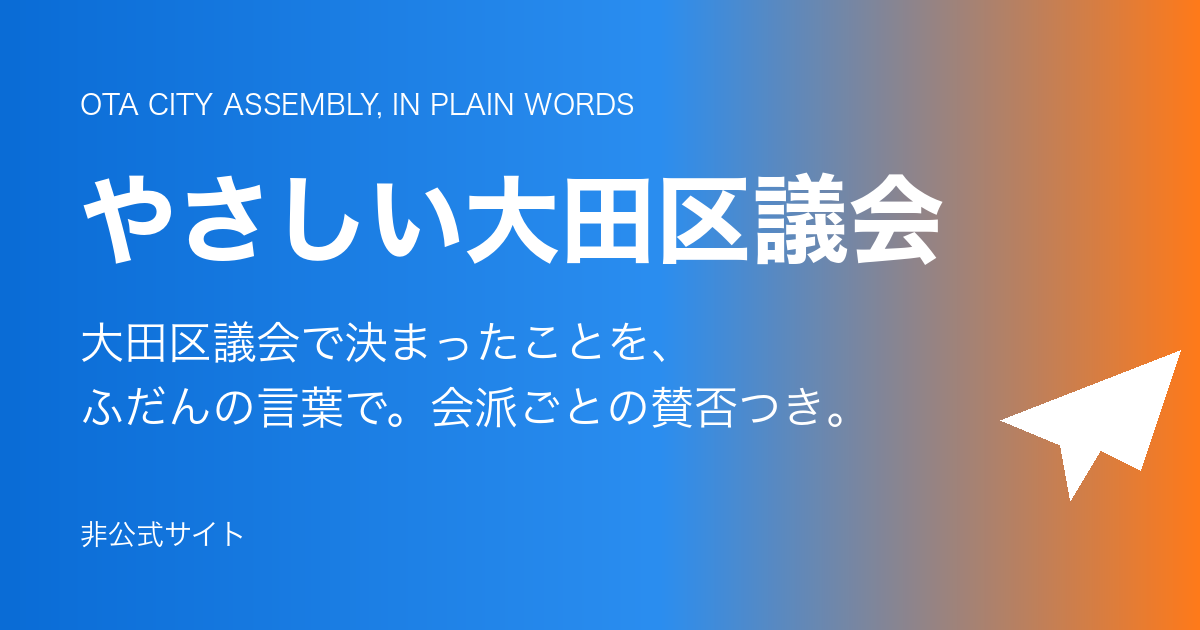 OTA CITY ASSEMBLY, IN PLAIN WORDS
やさしい大田区議会
大田区議会で決まったことを、
ふだんの言葉で。会派ごとの賛否つき。
非公式サイト